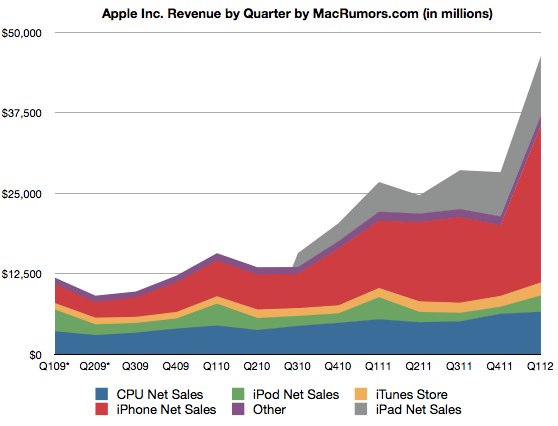 Apple Inc. Revenue by Quarter by MacRumors.com (in millions)
$50,000
$37,500
$25,000
$12,500
$0
Q109* Q209* Q309 Q409 Q110 Q210 Q310 Q410 Q111 Q211 Q311 Q411 Q112
CPU Net Sales iPod Net Sales iTunes Store
iPhone Net Sales Other iPad Net Sales